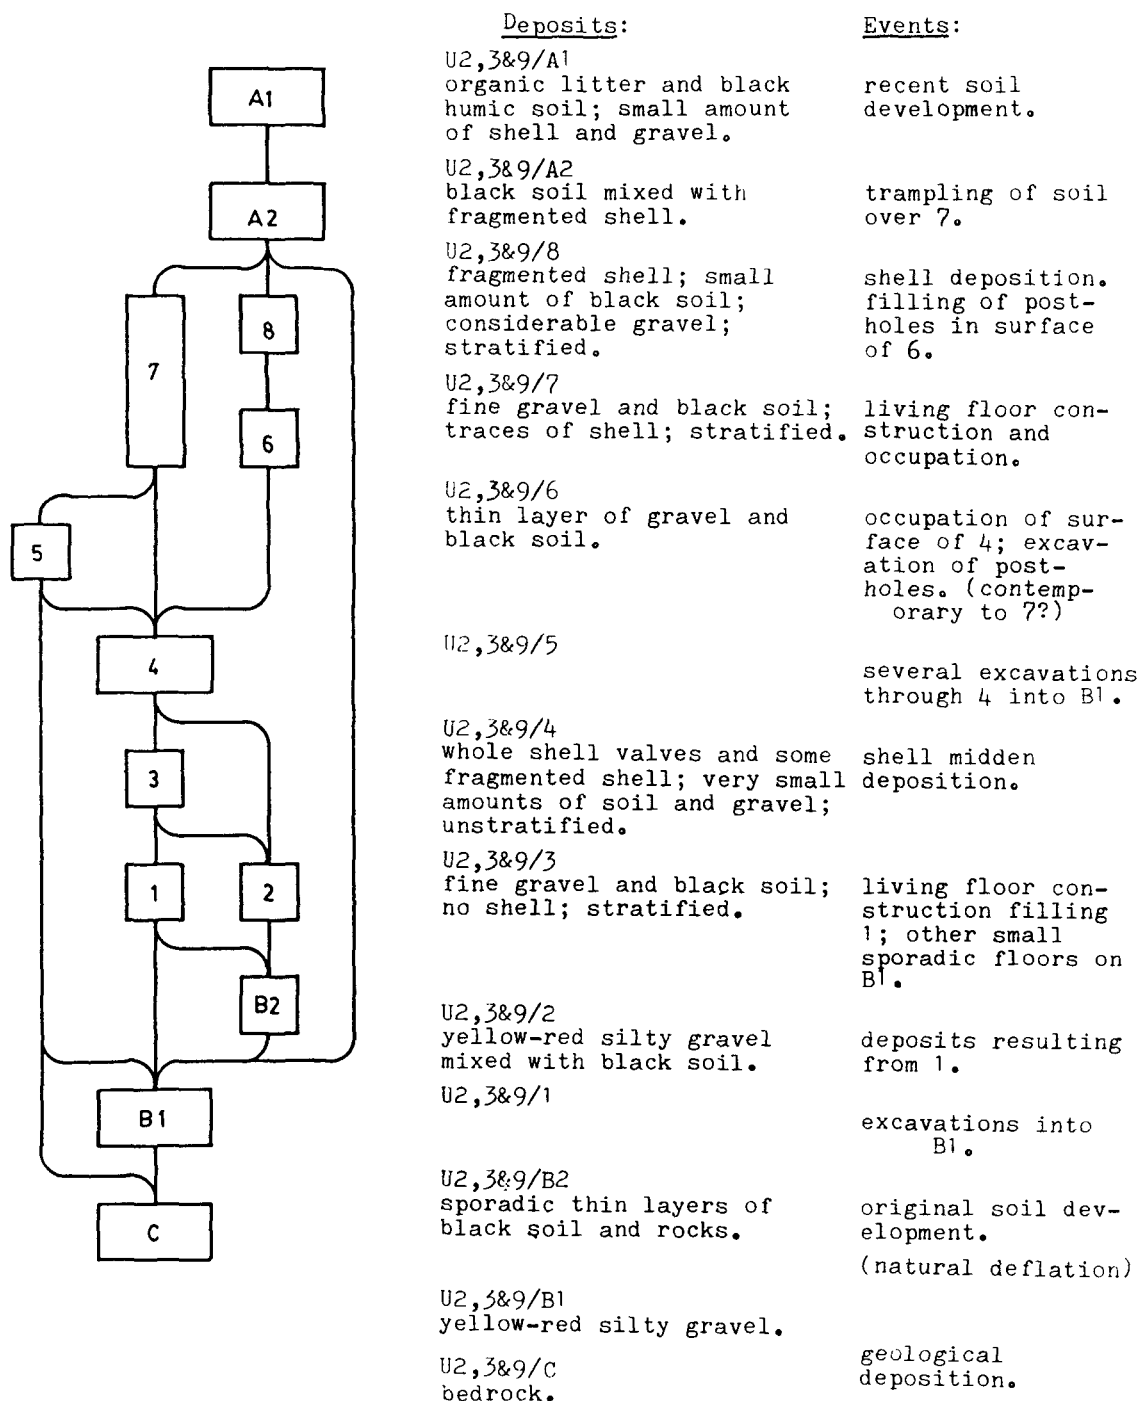 Deposits:
Events:
A1
A2
8
7
6
5
4
3
1
2
B2
B1
C
U2,3&9/A1
organic litter and black
humic soil; small amount
of shell and gravel.
recent soil
development.
U2,3&9/A2
black soil mixed with
fragmented shell.
trampling of soil
over 7.
U2,3&9/8
fragmented shell; small
amount of black soil;
considerable gravel;
stratified.
shell deposition.
filling of post-
holes in surface
of 6.
U2,3&9/7
fine gravel and black soil;
traces of shell; stratified.
living floor con-
struction and
occupation.
U2,3&9/6
thin layer of gravel and
black soil.
occupation of sur-
face of 4; excav-
ation of post-
holes. (contemp-
orary to 7?)
U2,3&9/5
several excavations
through 4 into B1.
U2,3&9/4
whole shell valves and some
fragmented shell; very small
amounts of soil and gravel;
unstratified.
shell midden
deposition.
U2,3&9/3
fine gravel and black soil;
no shell; stratified.
living floor con-
struction filling
1; other small
sporadic floors on
B1.
U2,3&9/2
yellow-red silty gravel
mixed with black soil.
deposits resulting
from 1.
U2,3&9/1
excavations into
B1.
U2,3&9/B2
sporadic thin layers of
black soil and rocks.
original soil dev-
elopment.
(natural deflation)
U2,3&9/B1
yellow-red silty gravel.
U2,3&9/C
bedrock.
geological
deposition.